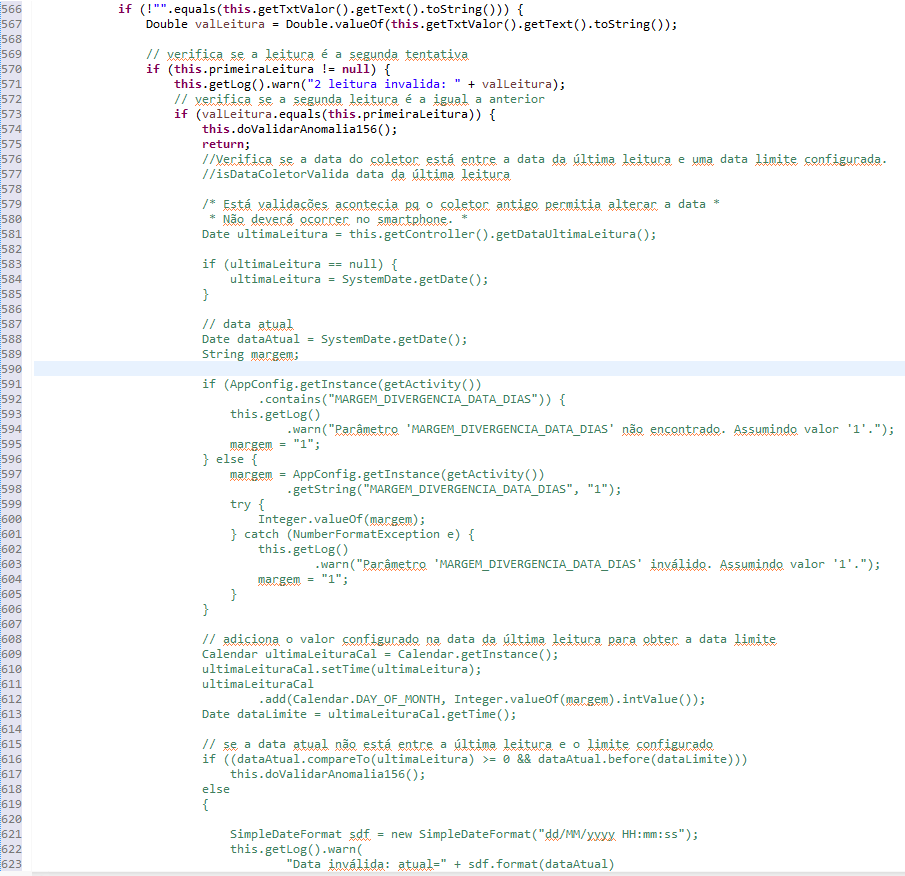 566 if (!"".equals(this.getTxtValor().getText().toString())) {
567 Double valLeitura = Double.valueOf(this.getTxtValor().getText().toString());
568
569 // verifica se a leitura é a segunda tentativa
570 if (this.primeiraLeitura != null) {
571 this.getLog().warn("2 leitura invalida: " + valLeitura);
572 // verifica se a segunda leitura é a igual a anterior
573 if (valLeitura.equals(this.primeiraLeitura)) {
574 this.doValidarAnomalia156();
575 return;
576 //Verifica se a data do coletor está entre a data da última leitura e uma data limite configurada.
577 //isDataColetorValida data da última leitura
578
579 /* Está validacões acontecia pq o coletor antigo permitia alterar a data *
580 * Não deverá ocorrer no smartphone. *
581 Date ultimaLeitura = this.getController().getDataUltimaLeitura();
582
583 if (ultimaLeitura == null) {
584 ultimaLeitura = SystemDate.getDate();
585 }
586
587 // data atual
588 Date dataAtual = SystemDate.getDate();
589 String margem;
590
591 if (AppConfig.getInstance(getActivity())
592 .contains("MARGEM_DIVERGENCIA_DATA_DIAS")) {
593 this.getLog()
594 .warn("Parâmetro 'MARGEM_DIVERGENCIA_DATA_DIAS' não encontrado. Assumindo valor '1'.");
595 margem = "1";
596 } else {
597 margem = AppConfig.getInstance(getActivity())
598 .getString("MARGEM_DIVERGENCIA_DATA_DIAS", "1");
599 try {
600 Integer.valueOf(margem);
601 } catch (NumberFormatException e) {
602 this.getLog()
603 .warn("Parâmetro 'MARGEM_DIVERGENCIA_DATA_DIAS' inválido. Assumindo valor '1'.");
604 margem = "1";
605 }
606 }
607
608 // adiciona o valor configurado na data da última leitura para obter a data limite
609 Calendar ultimaLeituraCal = Calendar.getInstance();
610 ultimaLeituraCal.setTime(ultimaLeitura);
611 ultimaLeituraCal
612 .add(Calendar.DAY_OF_MONTH, Integer.valueOf(margem).intValue());
613 Date dataLimite = ultimaLeituraCal.getTime();
614
615 // se a data atual não está entre a última leitura e o limite configurado
616 if ((dataAtual.compareTo(ultimaLeitura) >= 0 && dataAtual.before(dataLimite)))
617 this.doValidarAnomalia156();
618 else
619 {
620
621 SimpleDateFormat sdf = new SimpleDateFormat("dd/MM/yyyy HH:mm:ss");
622 this.getLog().warn(
623 "Data inválida: atual=" + sdf.format(dataAtual)